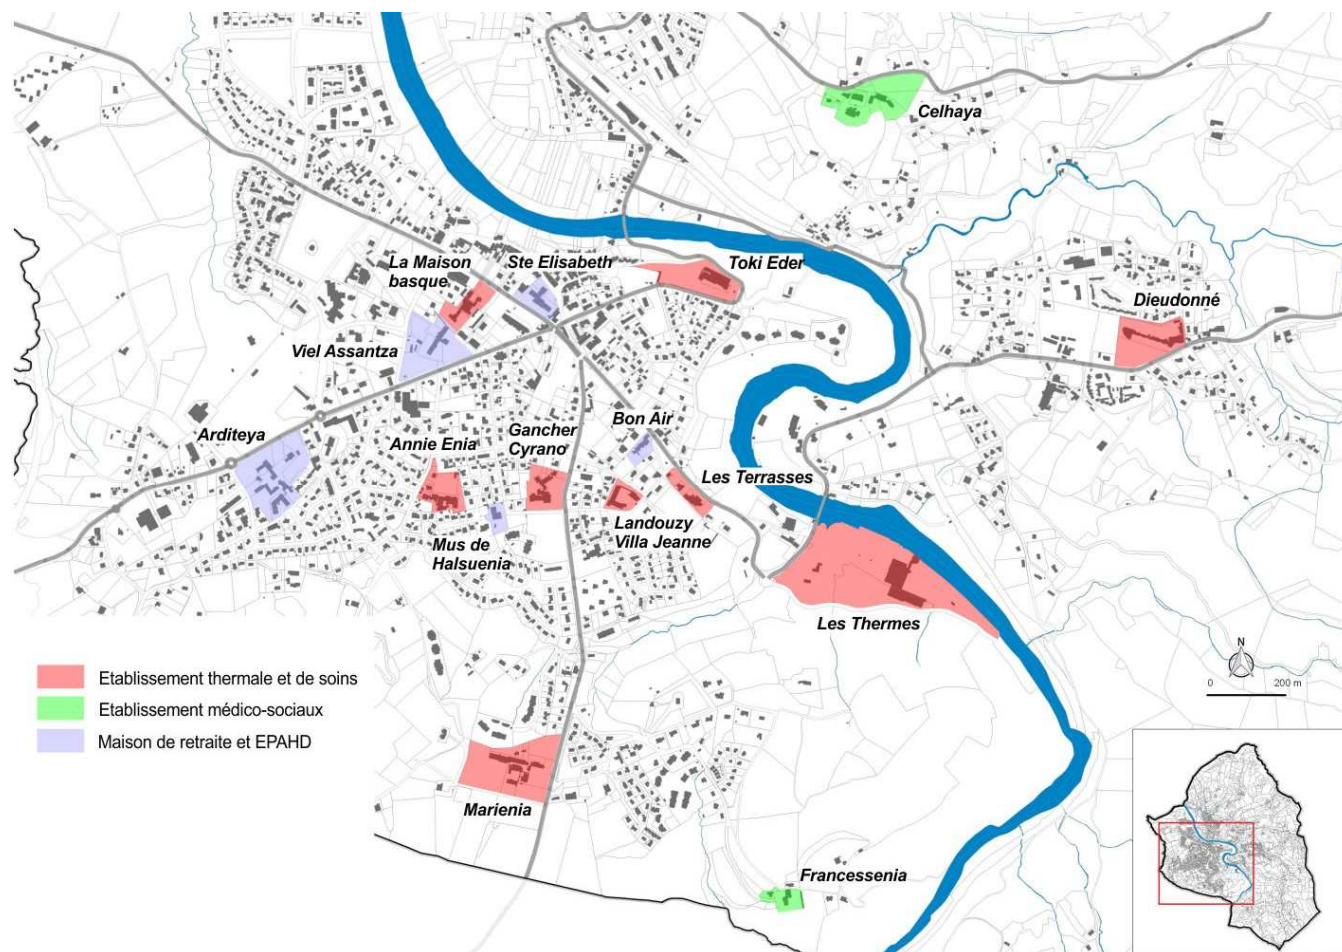 Celhaya
La Maison
basque
Ste Elisabeth
Toki Eder
Dieudonné
Viel Assantza
Arditeya
Annie Enia
Gancher
Cyrano
Bon Air
Les Terrasses
Mus de
Halsuenia
Landouzy
Villa Jeanne
Les Thermes
Etablissement thermale et de soins
Etablissement médico-sociaux
Maison de retraite et EPAHD
N
0 200 m
Marienia
Francessenia